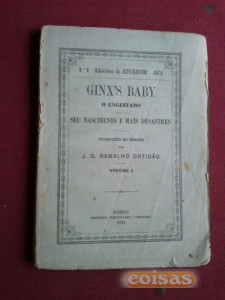 N.º 9 Bibliotheca da ACTUALIDADE 1874
GINX'S BABY
O ENGEITADO
SEU NASCIMENTO E MAIS DESASTRES
TRADUZIDO DO INGLEZ
POR
J. D. RAMALHO ORTIGÃO
VOLUME I
PORTO
1874
coisas